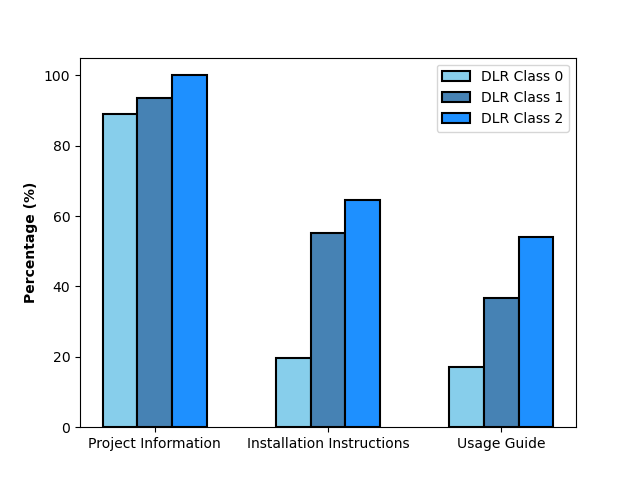 DLR Class 0
DLR Class 1
DLR Class 2
Percentage (%)
100
80
60
40
20
0
Project Information Installation Instructions Usage Guide